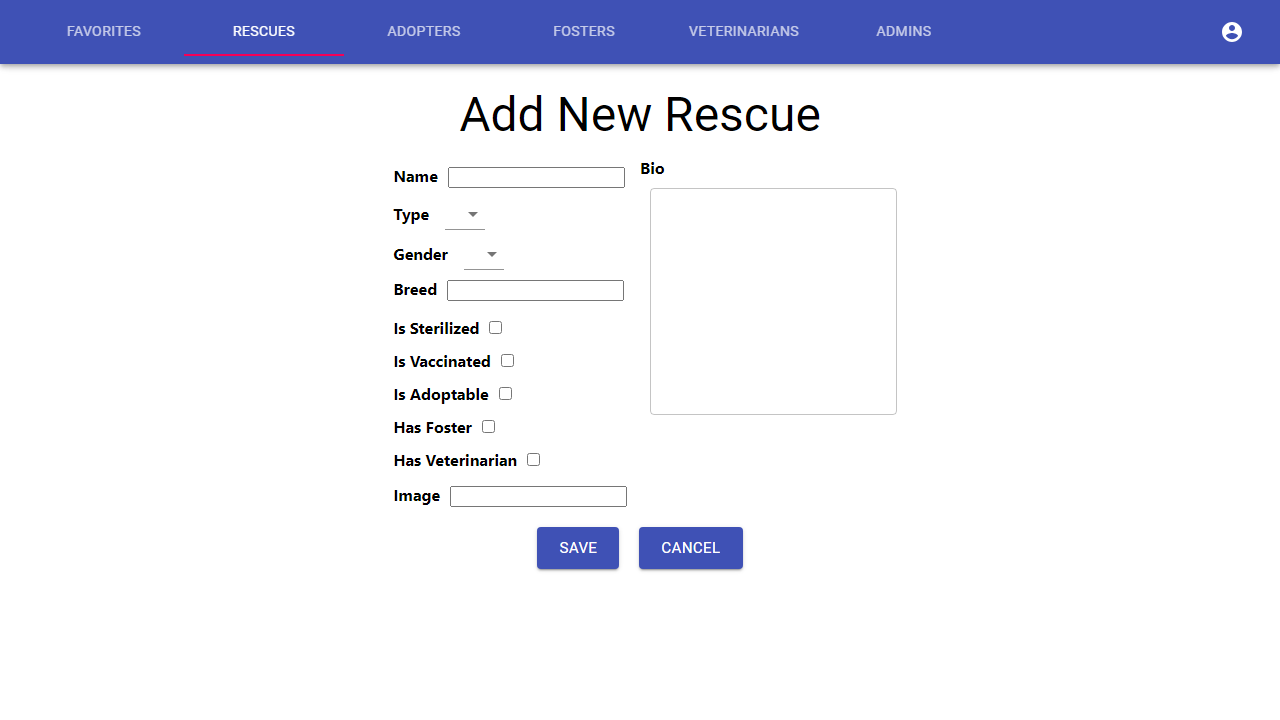 FAVORITES RESCUES ADOPTERS FOSTERS VETERINARIANS ADMINS
Add New Rescue
Name
Type
Gender
Breed
Is Sterilized
Is Vaccinated
Is Adoptable
Has Foster
Has Veterinarian
Image
Bio
SAVE CANCEL